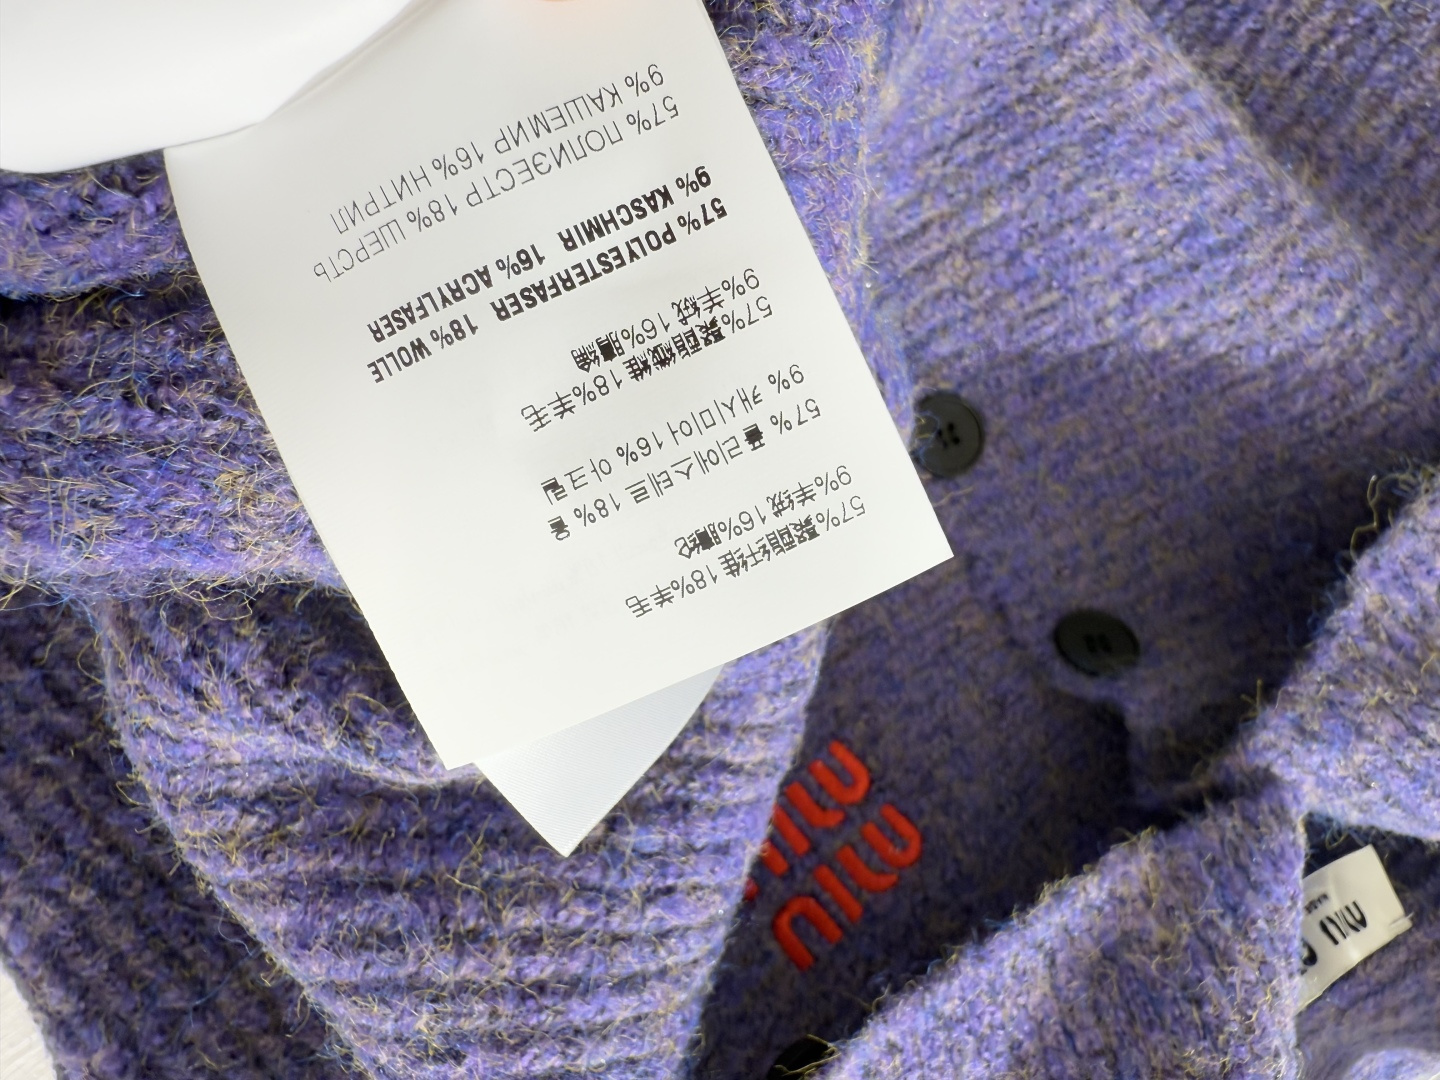 57%聚酯纤维 18%羊毛
9%羊绒 16%腈纶
57% 폴리에스테르 18% 울
9% 캐시미어 16% 아크릴
57%聚酯纖維 18%羊毛
9%羊絨 16%腈綸
57% POLYESTERFASER 18% WOLLE
9% KASCHMIR 16% ACRYLFASER
57% ПОЛИЭСТР 18% ШЕРСТЬ
9% КАШЕМИР 16% НИТРИЛ
MIU
MIU
MIU